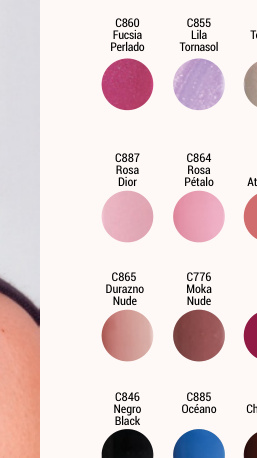 C860
Fucsia
Perlado
C855
Lila
Tornasol
C887
Rosa
Dior
C864
Rosa
Pétalo
C865
Durazno
Nude
C776
Moka
Nude
C846
Negro
Black
C885
Océano